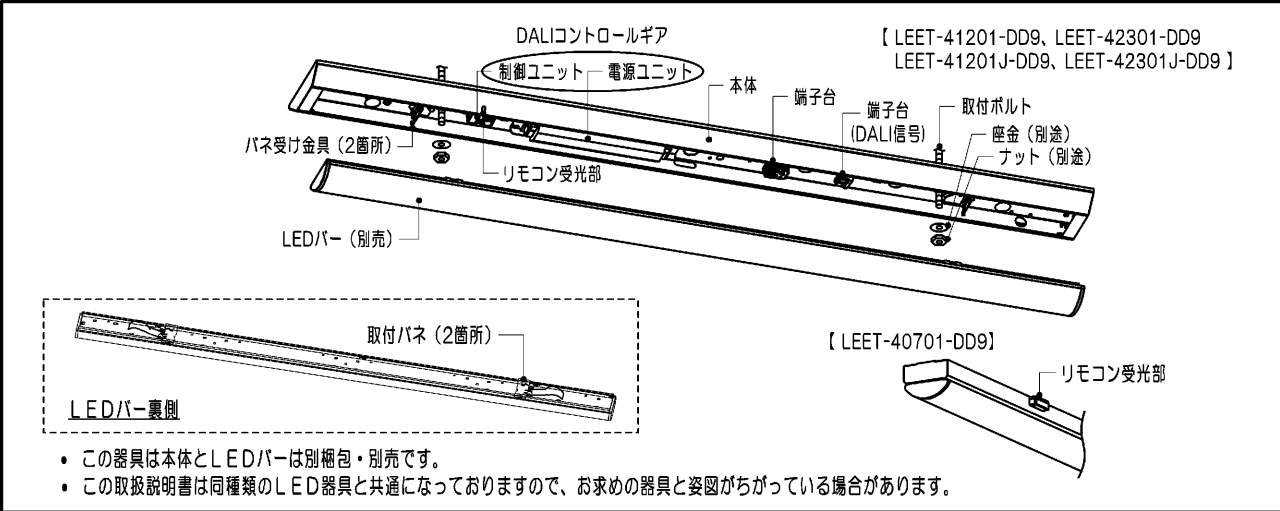 DALIコントロールギア
制御ユニット
電源ユニット
本体
端子台
端子台
(DALI信号)
取付ボルト
座金（別途）
ナット（別途）
【 LEET-41201-DD9、LEET-42301-DD9
LEET-41201J-DD9、LEET-42301J-DD9 】
バネ受け金具（2箇所）
リモコン受光部
LEDバー（別売）
取付バネ（2箇所）
LEDバー裏側
【 LEET-40701-DD9】
リモコン受光部
• この器具は本体とLEDバーは別梱包・別売です。
• この取扱説明書は同種類のLED器具と共通になっておりますので、お求めの器具と姿図がちがっている場合があります。